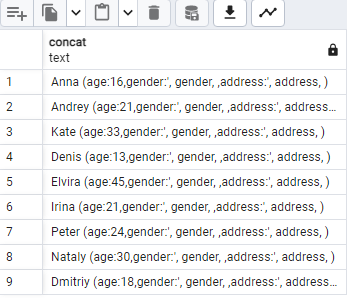 concat
text
1 Anna (age:16,gender:', gender, ,address:', address, )
2 Andrey (age:21,gender:', gender, ,address:', address...
3 Kate (age:33,gender:', gender, ,address:', address, )
4 Denis (age:13,gender:', gender, ,address:', address, )
5 Elvira (age:45,gender:', gender, ,address:', address, )
6 Irina (age:21,gender:', gender, ,address:', address, )
7 Peter (age:24,gender:', gender, ,address:', address, )
8 Nataly (age:30,gender:', gender, ,address:', address...
9 Dmitriy (age:18,gender:', gender, ,address:', address...